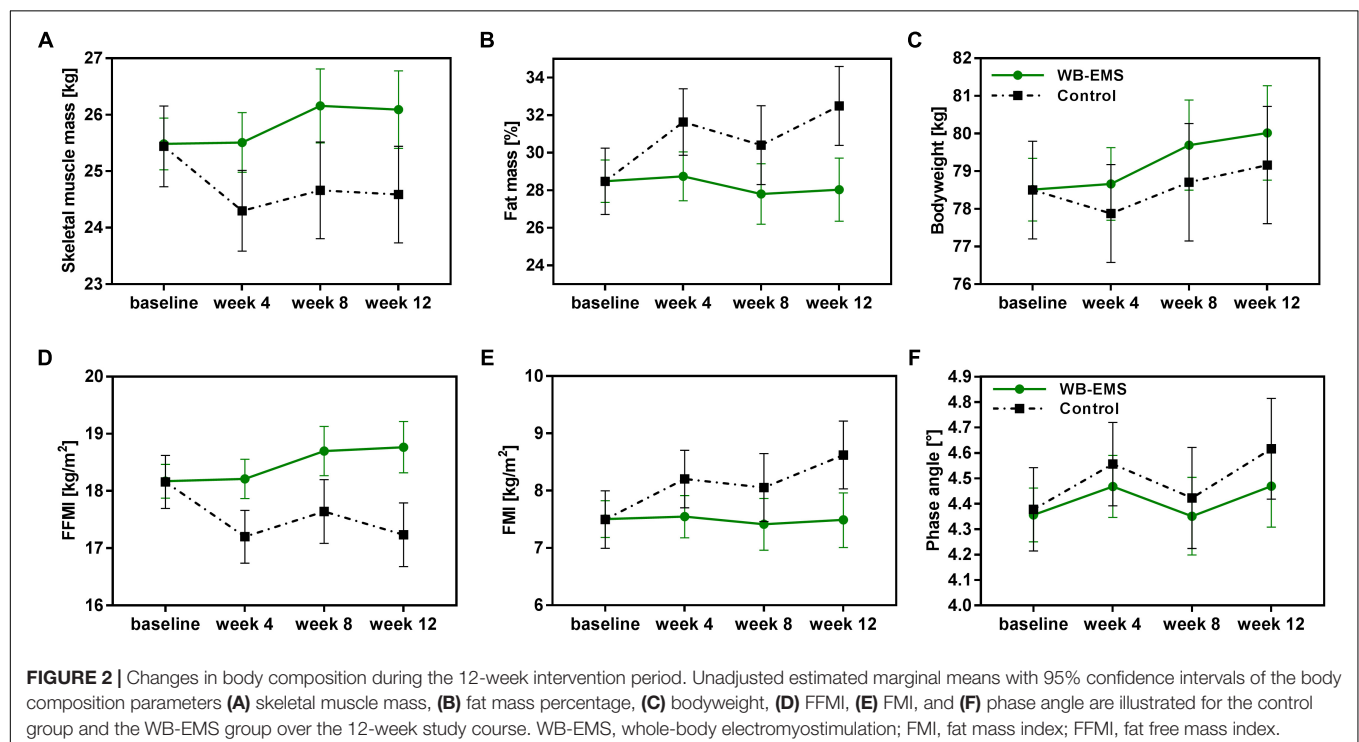 A
Skeletal muscle mass [kg]
27
26
25
24
23
baseline week 4 week 8 week 12
B
Fat mass [%]
34
32
30
28
26
24
baseline week 4 week 8 week 12
C
Bodyweight [kg]
82
81
80
79
78
77
76
WB-EMS
Control
baseline week 4 week 8 week 12
D
FFMI [kg/m²]
20
19
18
17
16
baseline week 4 week 8 week 12
E
FMI [kg/m²]
10
9
8
7
6
baseline week 4 week 8 week 12
F
Phase angle [°]
4.9
4.8
4.7
4.6
4.5
4.4
4.3
4.2
4.1
4.0
WB-EMS
Control
baseline week 4 week 8 week 12
FIGURE 2 | Changes in body composition during the 12-week intervention period. Unadjusted estimated marginal means with 95% confidence intervals of the body
composition parameters (A) skeletal muscle mass, (B) fat mass percentage, (C) bodyweight, (D) FFMI, (E) FMI, and (F) phase angle are illustrated for the control
group and the WB-EMS group over the 12-week study course. WB-EMS, whole-body electromyostimulation; FMI, fat mass index; FFMI, fat free mass index.